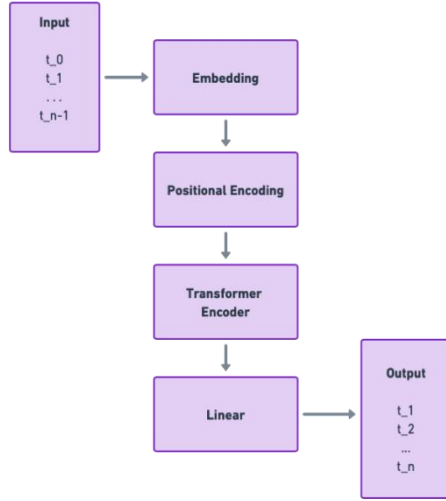 Input
t_0
t_1
. . .
t_n-1
Embedding
Positional Encoding
Transformer
Encoder
Linear
Output
t_1
t_2
...
t_n